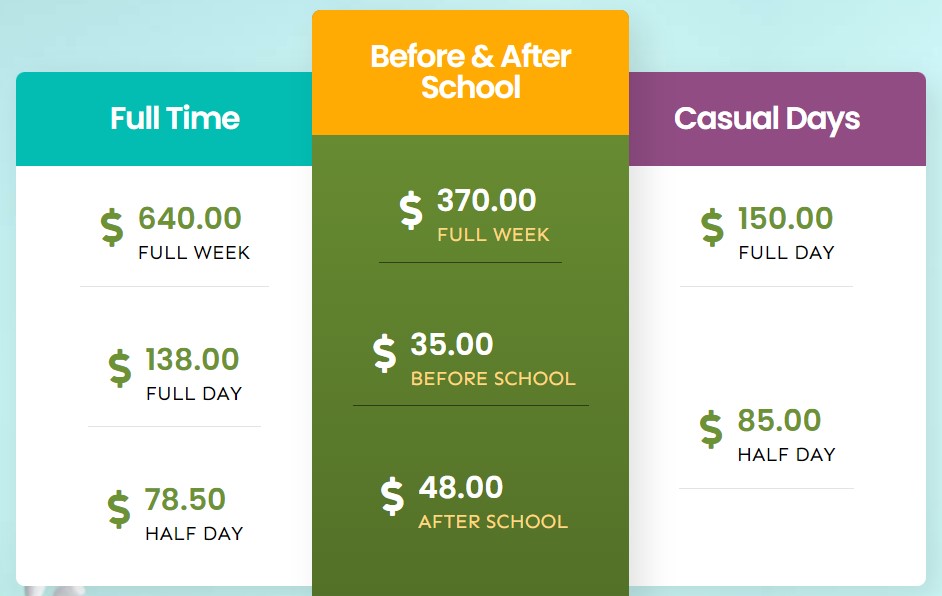 Full Time
$ 640.00
FULL WEEK
$ 138.00
FULL DAY
$ 78.50
HALF DAY
Before & After
School
$ 370.00
FULL WEEK
$ 35.00
BEFORE SCHOOL
$ 48.00
AFTER SCHOOL
Casual Days
$ 150.00
FULL DAY
$ 85.00
HALF DAY